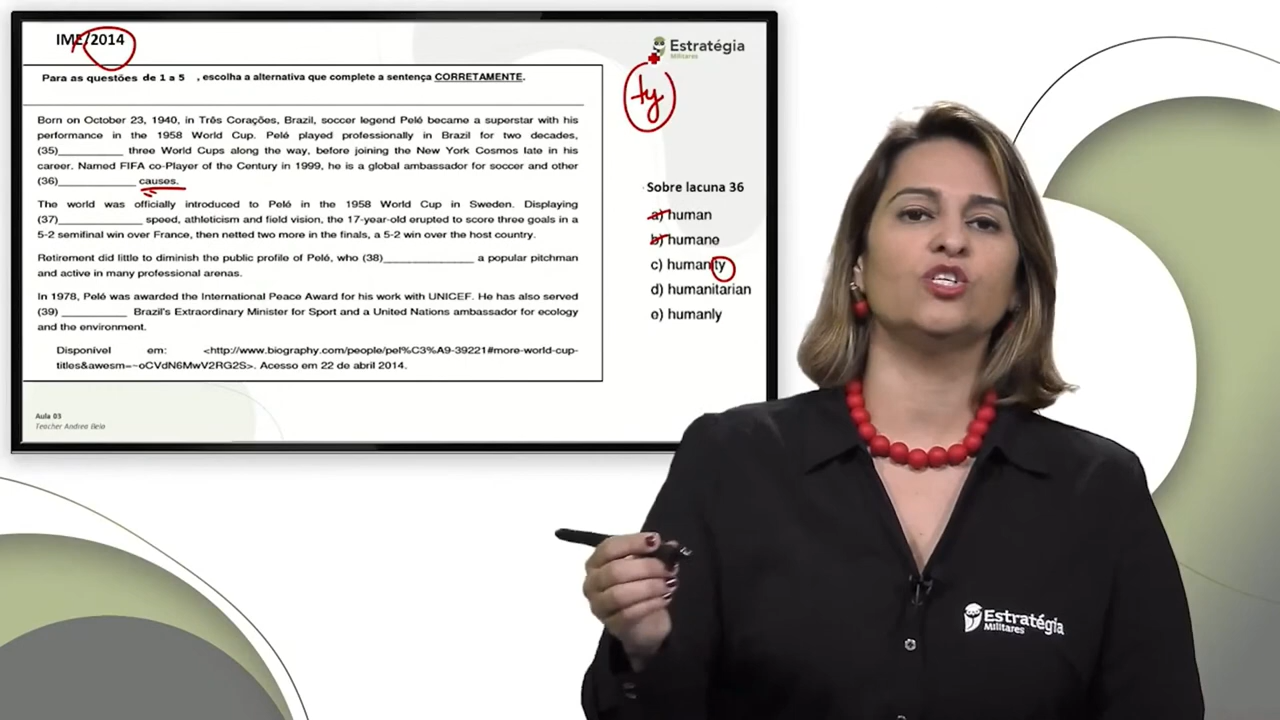 IME/2014
Estratégia
Militares
ty
Para as questões de 1 a 5 , escolha a alternativa que complete a sentença CORRETAMENTE.
Born on October 23, 1940, in Três Corações, Brazil, soccer legend Pelé became a superstar with his
performance in the 1958 World Cup. Pelé played professionally in Brazil for two decades,
(35)__________ three World Cups along the way, before joining the New York Cosmos late in his
career. Named FIFA co-Player of the Century in 1999, he is a global ambassador for soccer and other
(36)____________ causes.
The world was officially introduced to Pelé in the 1958 World Cup in Sweden. Displaying
(37)_____________ speed, athleticism and field vision, the 17-year-old erupted to score three goals in a
5-2 semifinal win over France, then netted two more in the finals, a 5-2 win over the host country.
Retirement did little to diminish the public profile of Pelé, who (38)______________ a popular pitchman
and active in many professional arenas.
In 1978, Pelé was awarded the International Peace Award for his work with UNICEF. He has also served
(39) __________ Brazil's Extraordinary Minister for Sport and a United Nations ambassador for ecology
and the environment.
Disponível em: <http://www.biography.com/people/pel%C3%A9-39221#more-world-cup-
titles&awesm=~oCVdN6MwV2RG2S>. Acesso em 22 de abril 2014.
Sobre lacuna 36
a) human
b) humane
c) humanity
d) humanitarian
e) humanly
Aula 03
Teacher Andrea Belo
Estratégia
Militares